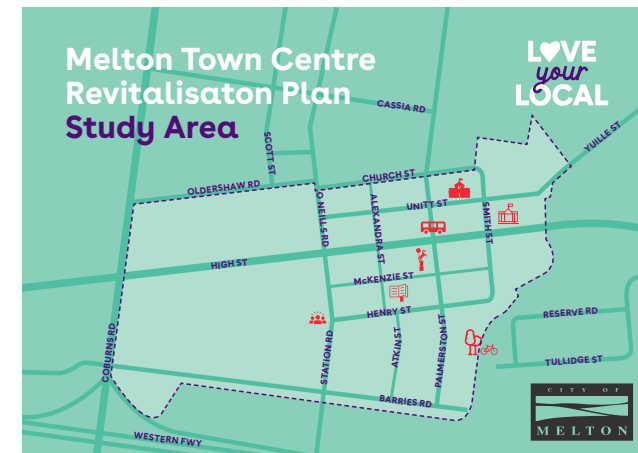 Melton Town Centre
Revitalisaton Plan
Study Area
LOVE
your
LOCAL
CASSIA RD
YUILLE ST
SCOTT ST
CHURCH ST
OLDERSHAW RD
UNITT ST
O NEILLS RD
ALEXANDRA ST
SMITH ST
HIGH ST
McKENZIE ST
HENRY ST
RESERVE RD
COBURNS RD
STATION RD
ATKIN ST
PALMERSTON ST
TULLIDGE ST
BARRIES RD
WESTERN FWY
CITY OF
MELTON